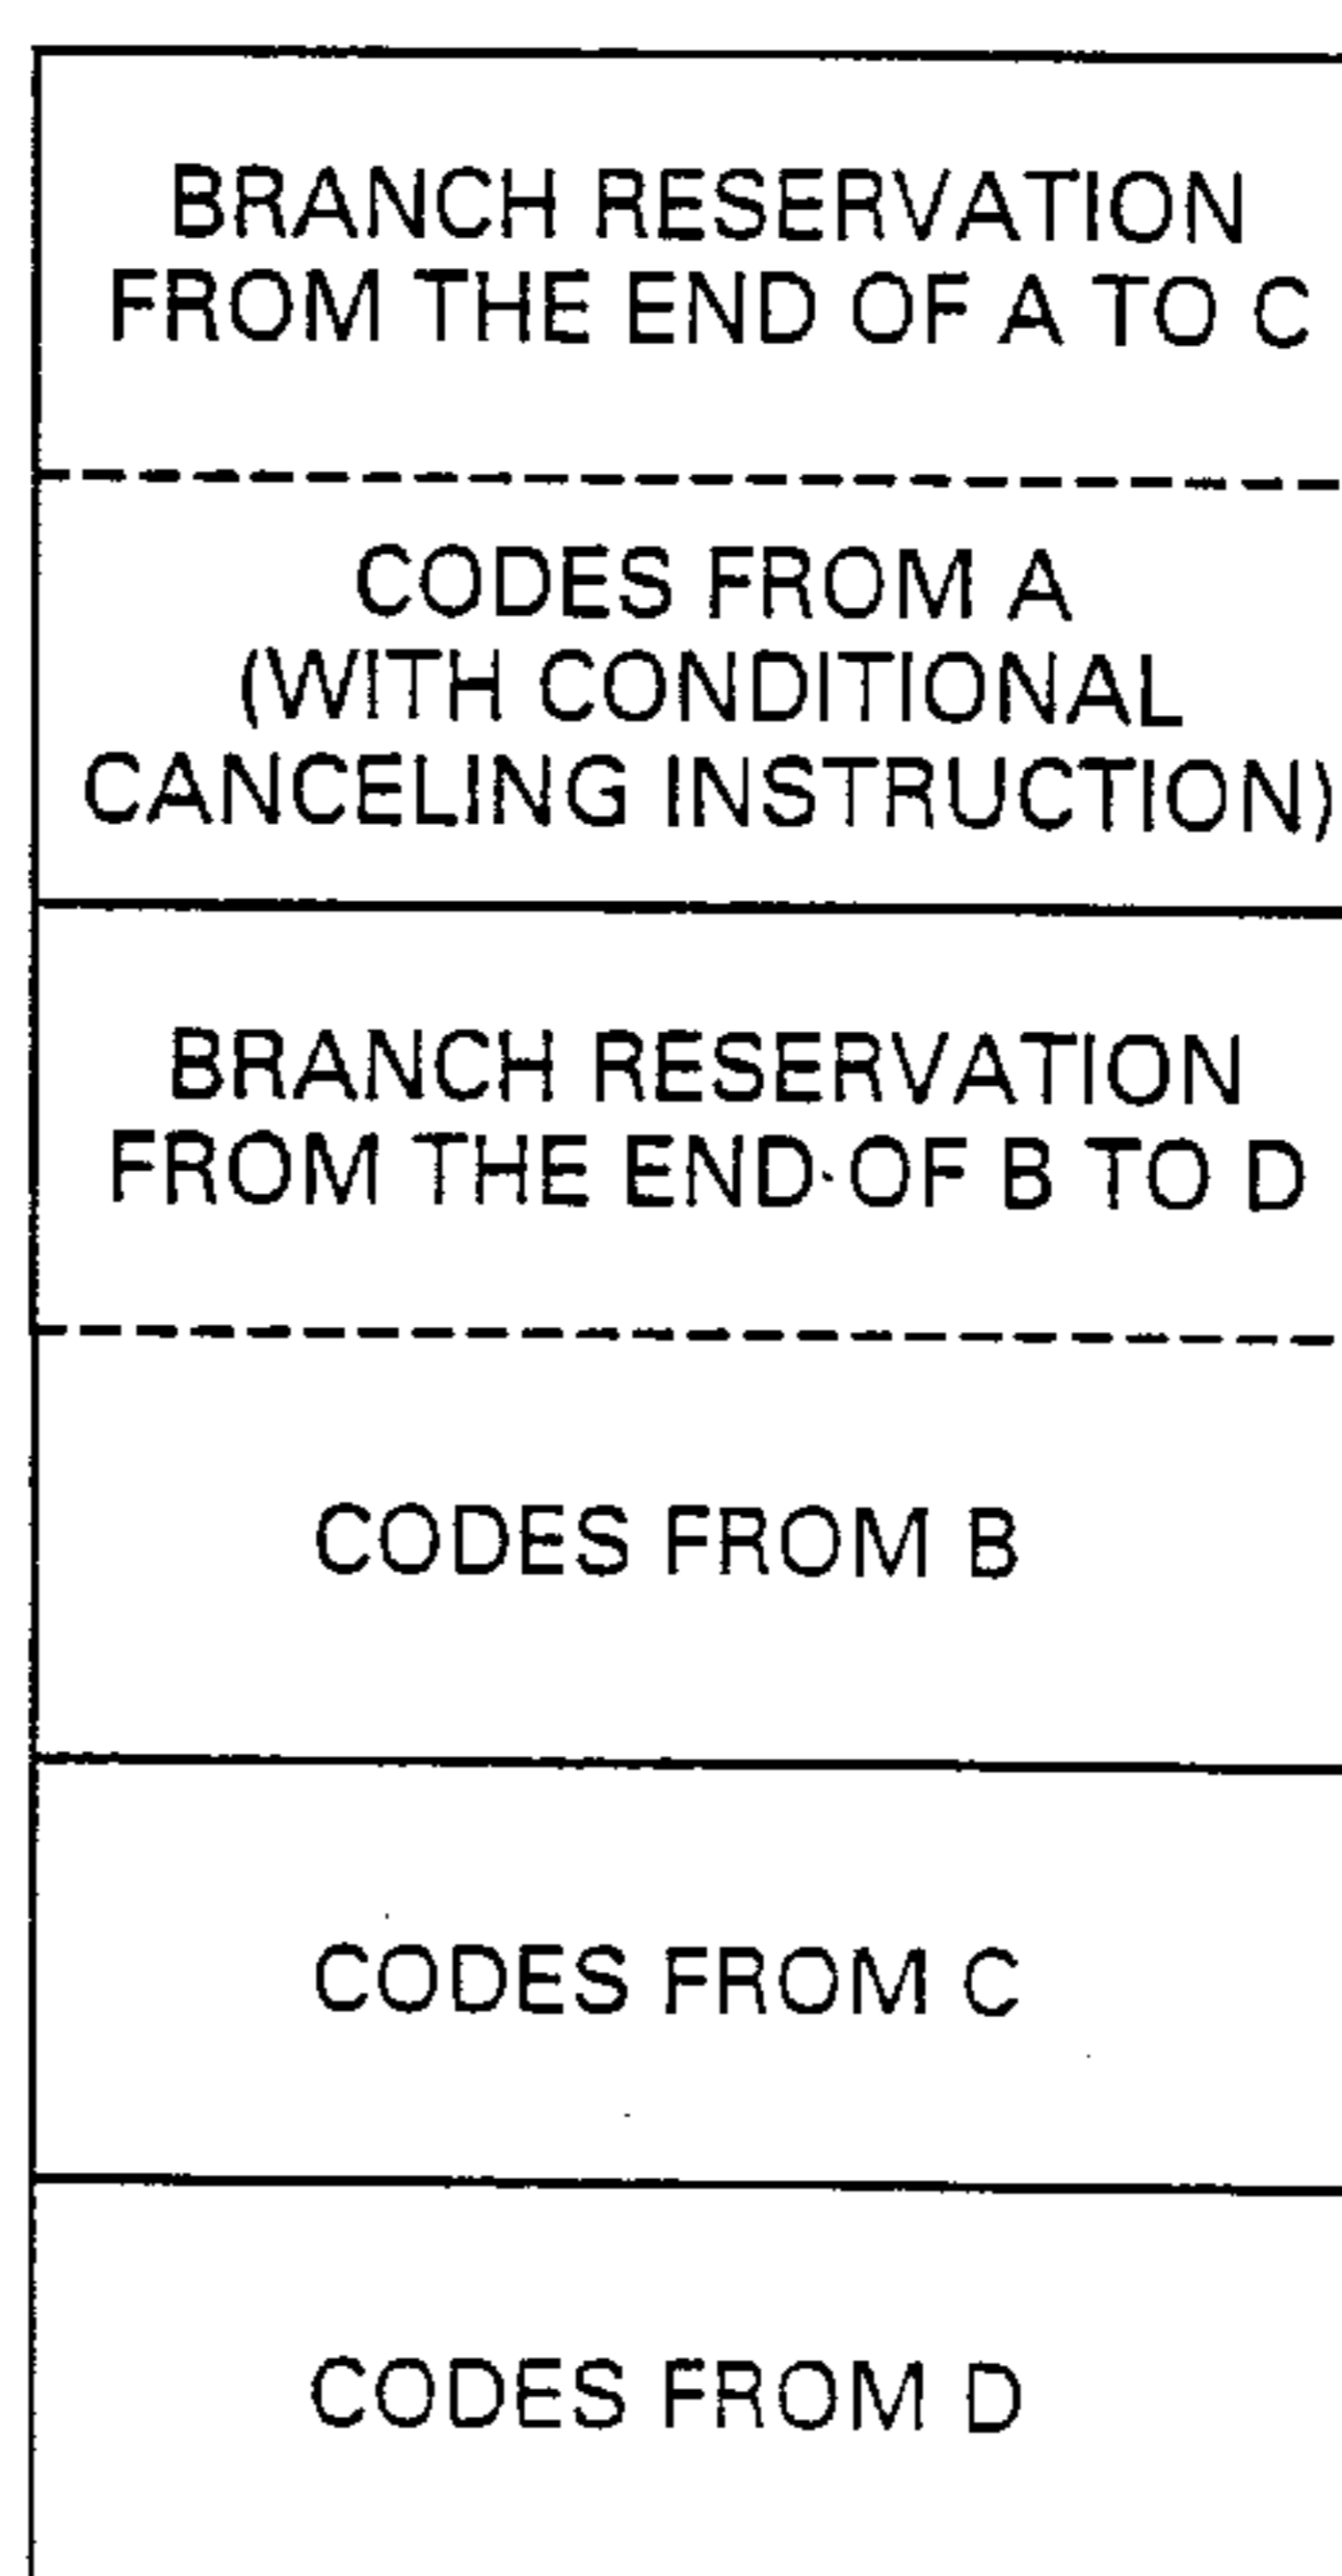 BRANCH RESERVATION
FROM THE END OF A TO C
CODES FROM A
(WITH CONDITIONAL
CANCELING INSTRUCTION)
BRANCH RESERVATION
FROM THE END OF B TO D
CODES FROM B
CODES FROM C
CODES FROM D